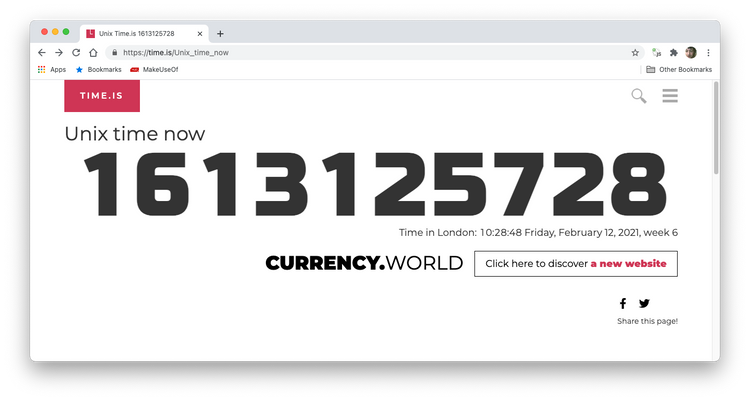 Unix Time.is 1613125728
https://time.is/Unix_time_now
Apps Bookmarks MakeUseOf Other Bookmarks
TIME.IS
Unix time now
1613125728
Time in London: 10:28:48 Friday, February 12, 2021, week 6
CURRENCY.WORLD Click here to discover a new website
Share this page!